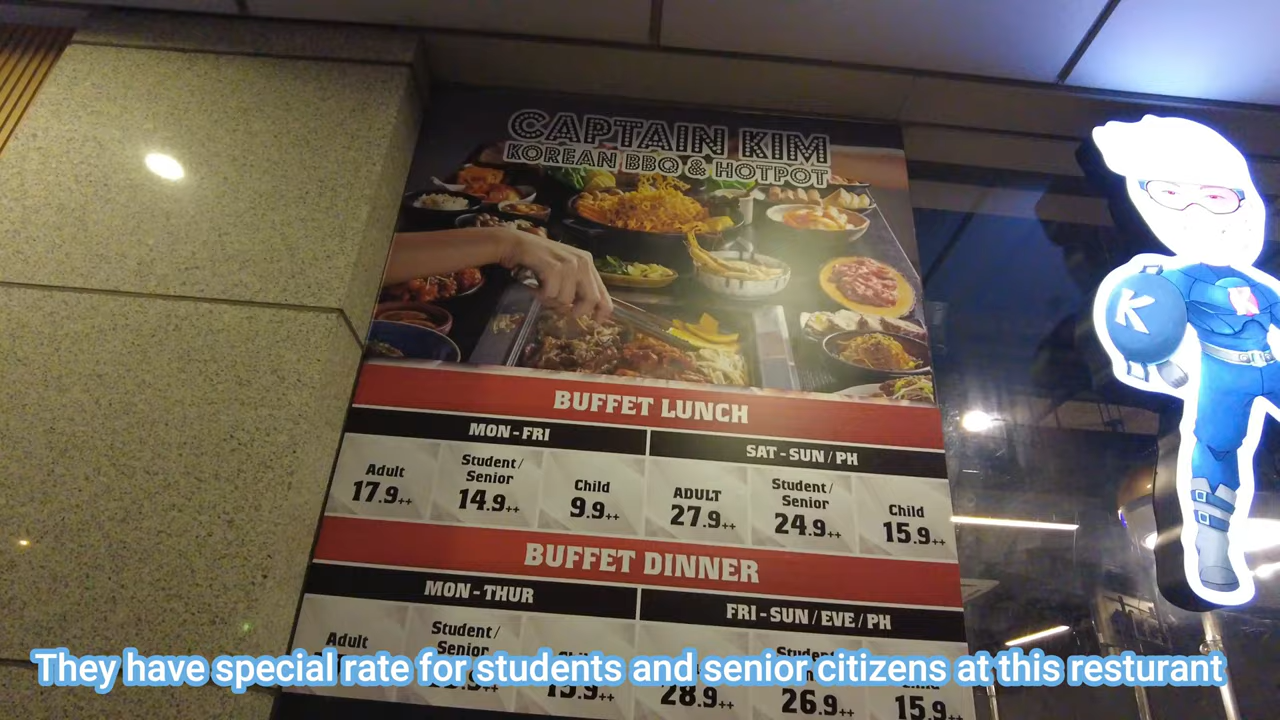 CAPTAIN KIM
KOREAN BBQ & HOTPOT
K
BUFFET LUNCH
MON - FRI
SAT - SUN / PH
Adult
17.9++
Student/
Senior
14.9++
Child
9.9++
ADULT
27.9++
Student/
Senior
24.9++
Child
15.9++
BUFFET DINNER
MON - THUR
FRI - SUN / EVE / PH
Adult
Student/
Senior
28.9++
26.9++
15.9++
They have special rate for students and senior citizens at this resturant